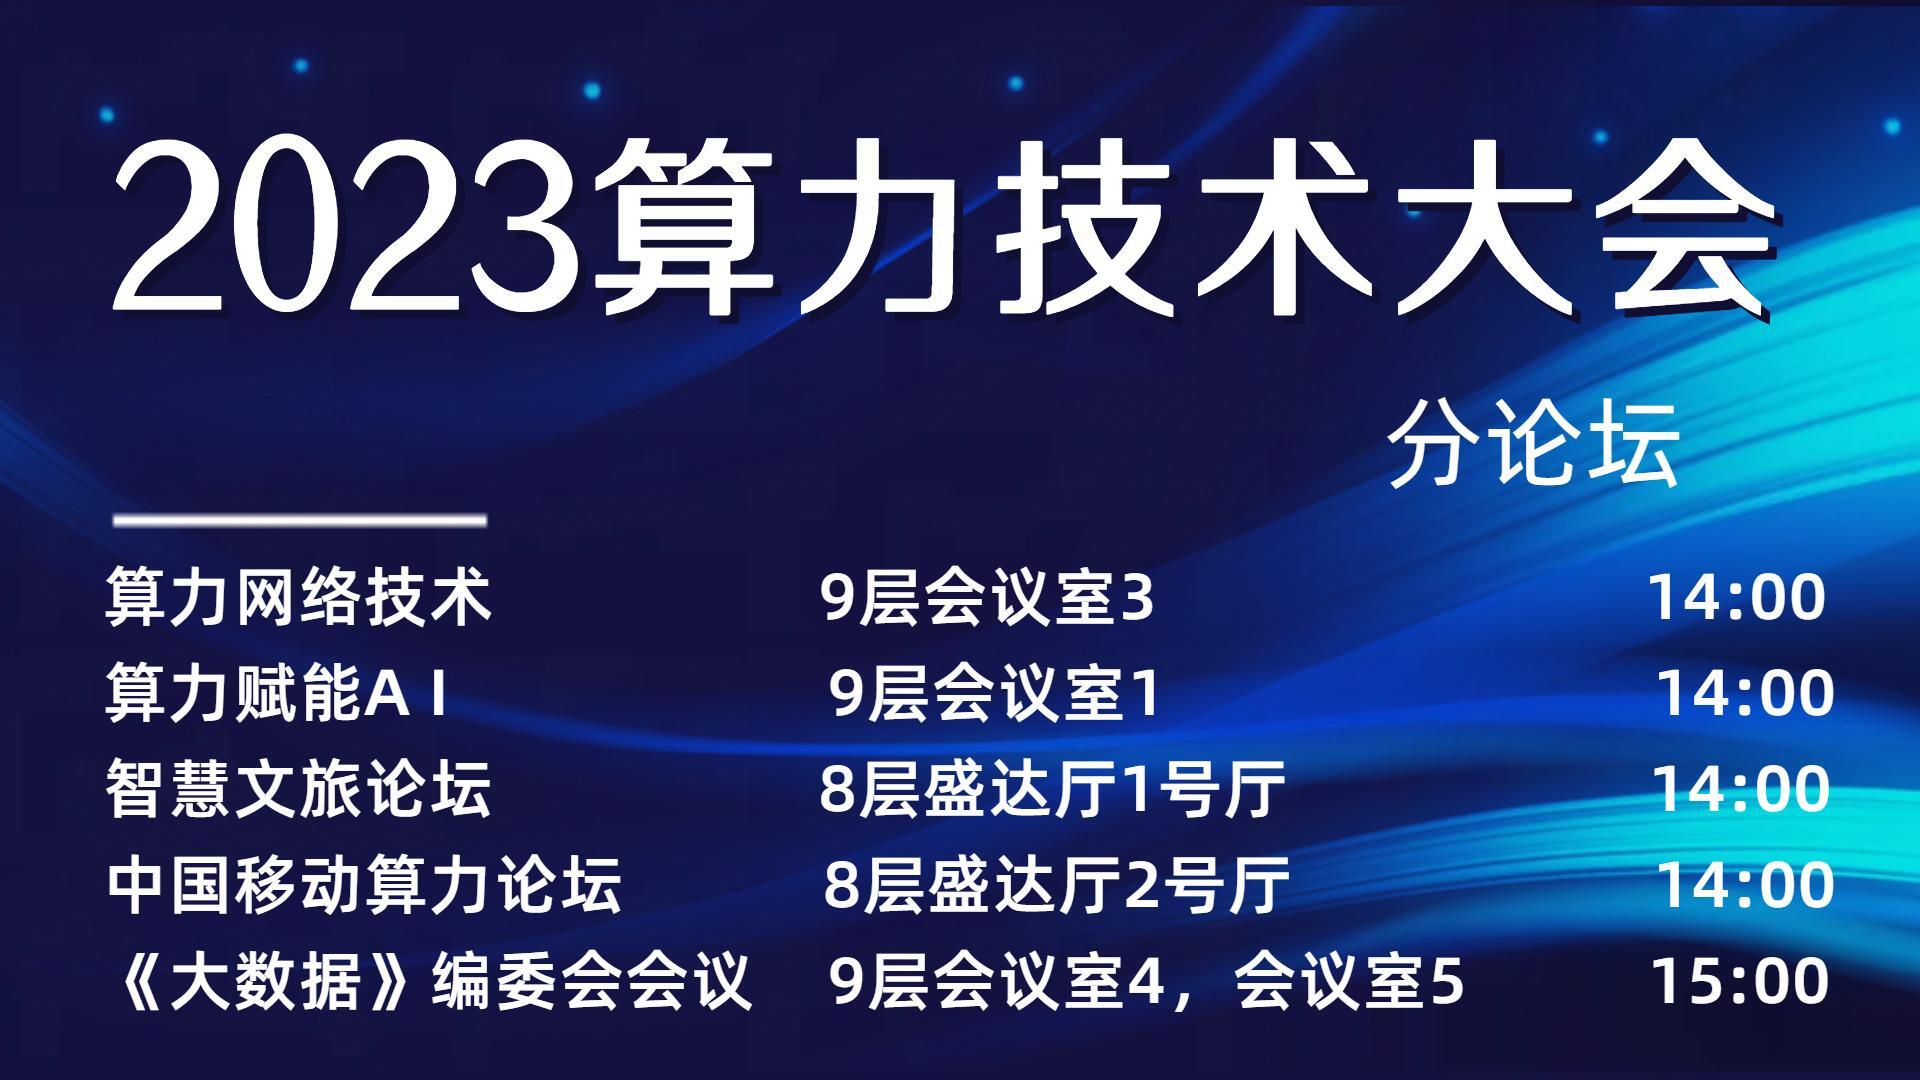 2023算力技术大会
分论坛
算力网络技术 9层会议室3 14:00
算力赋能AI 9层会议室1 14:00
智慧文旅论坛 8层盛达厅1号厅 14:00
中国移动算力论坛 8层盛达厅2号厅 14:00
《大数据》编委会会议 9层会议室4，会议室5 15:00